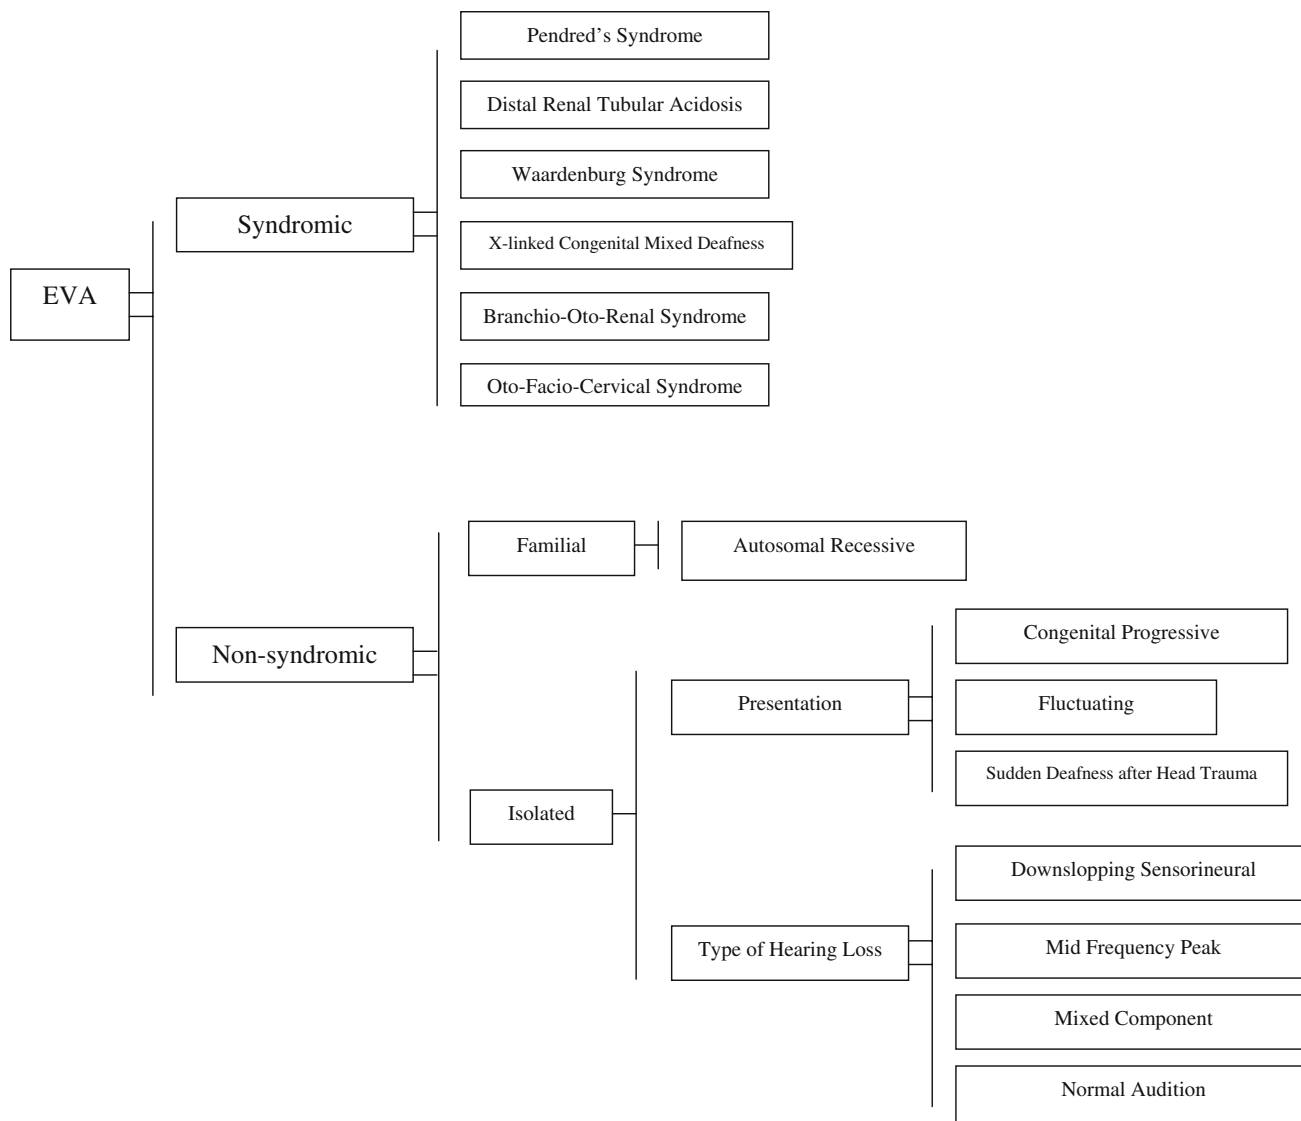 EVA
Syndromic
Pendred's Syndrome
Distal Renal Tubular Acidosis
Waardenburg Syndrome
X-linked Congenital Mixed Deafness
Branchio-Oto-Renal Syndrome
Oto-Facio-Cervical Syndrome
Non-syndromic
Familial
Autosomal Recessive
Isolated
Presentation
Congenital Progressive
Fluctuating
Sudden Deafness after Head Trauma
Type of Hearing Loss
Downslopping Sensorineural
Mid Frequency Peak
Mixed Component
Normal Audition